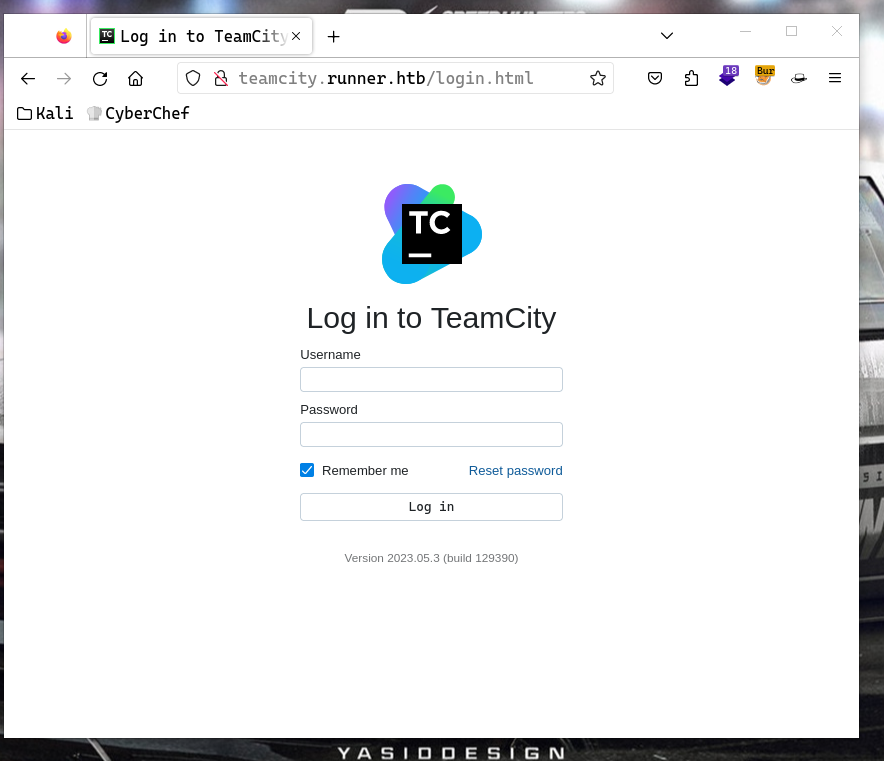 Log in to TeamCity
18
Bur
teamcity.runner.htb/login.html
Kali
CyberChef
TC
Log in to TeamCity
Username
Password
Remember me
Reset password
Log in
Version 2023.05.3 (build 129390)
YASIDDESIGN